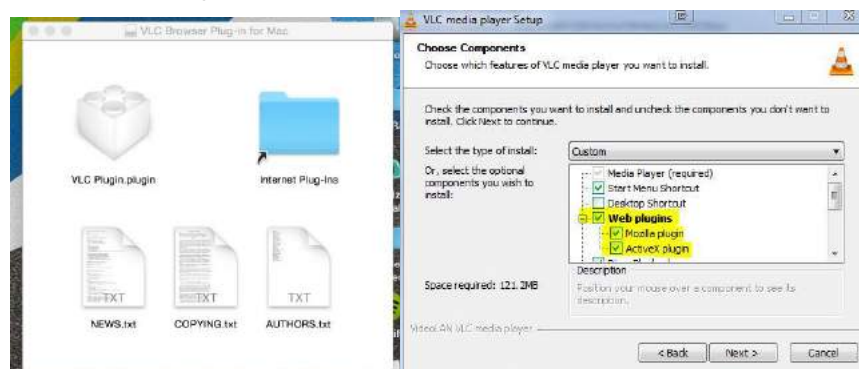 VLC Browser Plug-in for Mac
VLC Plugin.plugin
Internet Plug-Ins
TXT
TXT
TXT
NEWS.txt
COPYING.txt
AUTHORS.txt
VLC media player Setup
Choose Components
Choose which features of VLC media player you want to install.
Check the components you want to install and uncheck the components you don't want to
install. Click Next to continue.
Select the type of install:
Custom
Or, select the optional
components you wish to
install:
Media Player (required)
Start Menu Shortcut
Desktop Shortcut
Web plugins
Mozilla plugin
ActiveX plugin
Space required: 121.2MB
Description
Position your mouse over a component to see its
description.
VideoLAN VLC media player
< Back
Next >
Cancel